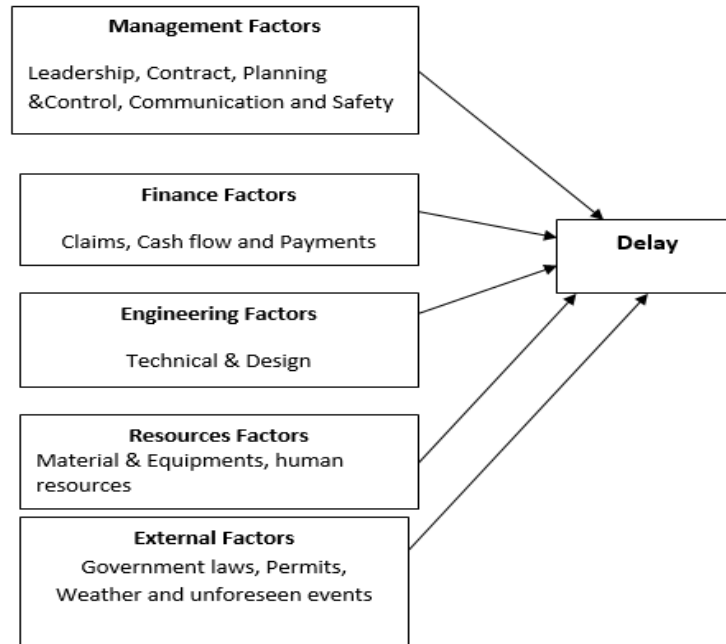 Management Factors
Leadership, Contract, Planning
&Control, Communication and Safety
Finance Factors
Claims, Cash flow and Payments
Delay
Engineering Factors
Technical & Design
Resources Factors
Material & Equipments, human
resources
External Factors
Government laws, Permits,
Weather and unforeseen events